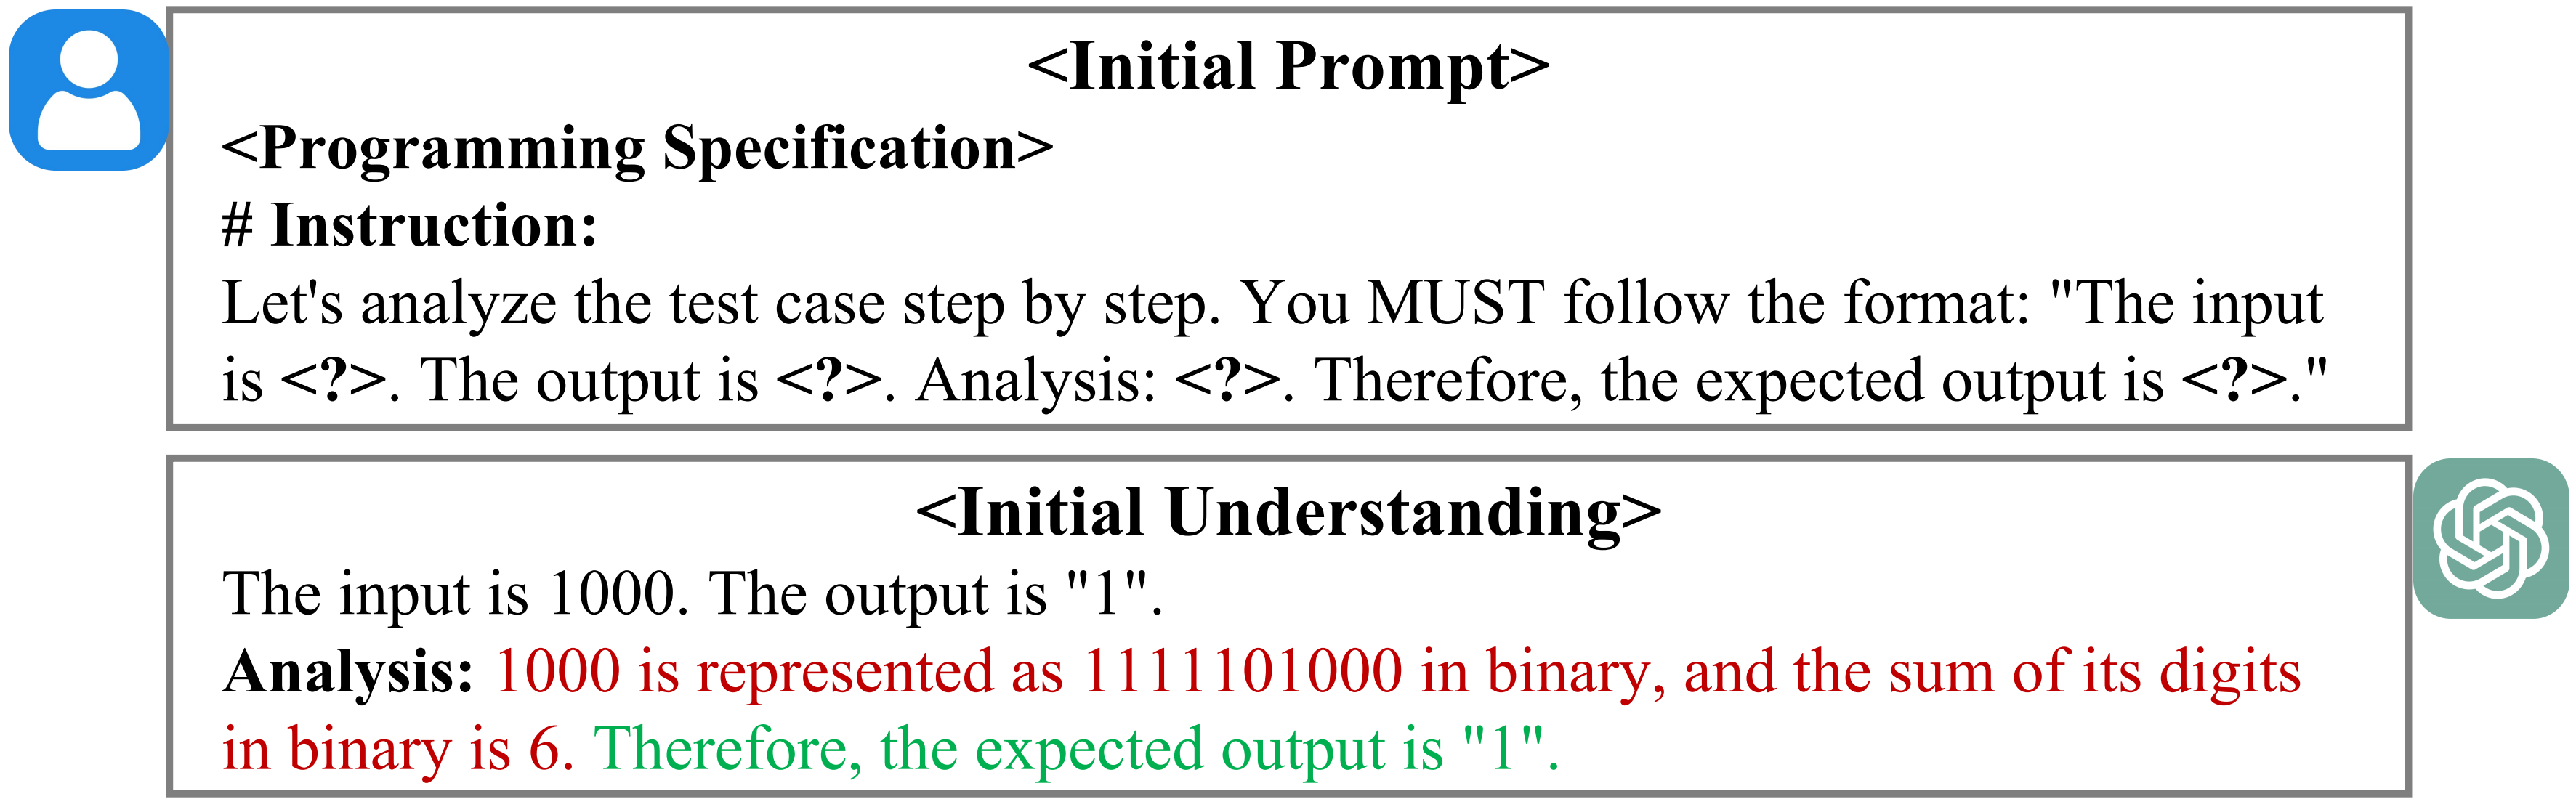 <Initial Prompt>
<Programming Specification>
# Instruction:
Let's analyze the test case step by step. You MUST follow the format: "The input
is <?>. The output is <?>. Analysis: <?>. Therefore, the expected output is <?>."
<Initial Understanding>
The input is 1000. The output is "1".
Analysis: 1000 is represented as 1111101000 in binary, and the sum of its digits
in binary is 6. Therefore, the expected output is "1".